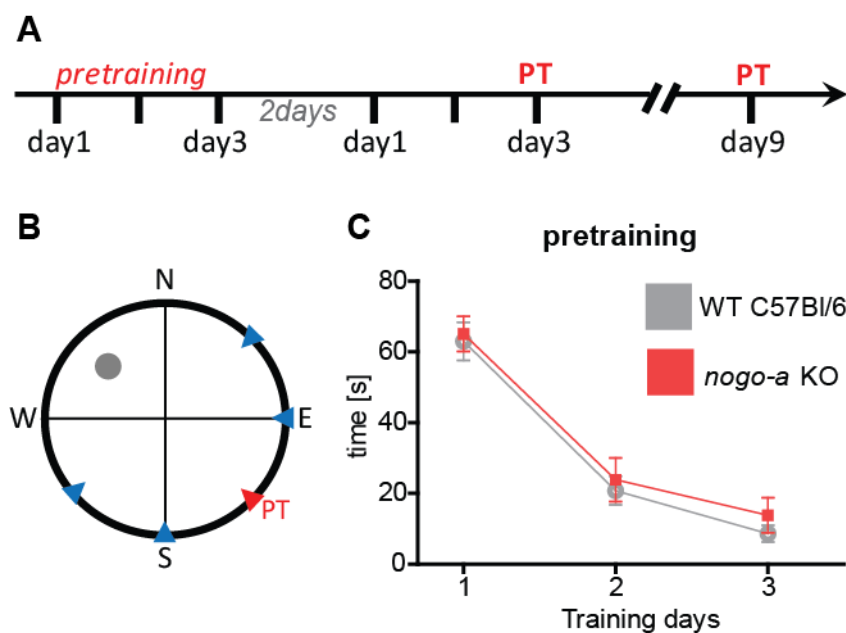 A
pretraining PT PT
2days
day1 day3 day1 day3 day9
B
N
W E
PT
S
C
pretraining
80
60
40
20
0
time [s]
WT C57Bl/6
nogo-a KO
1 2 3
Training days